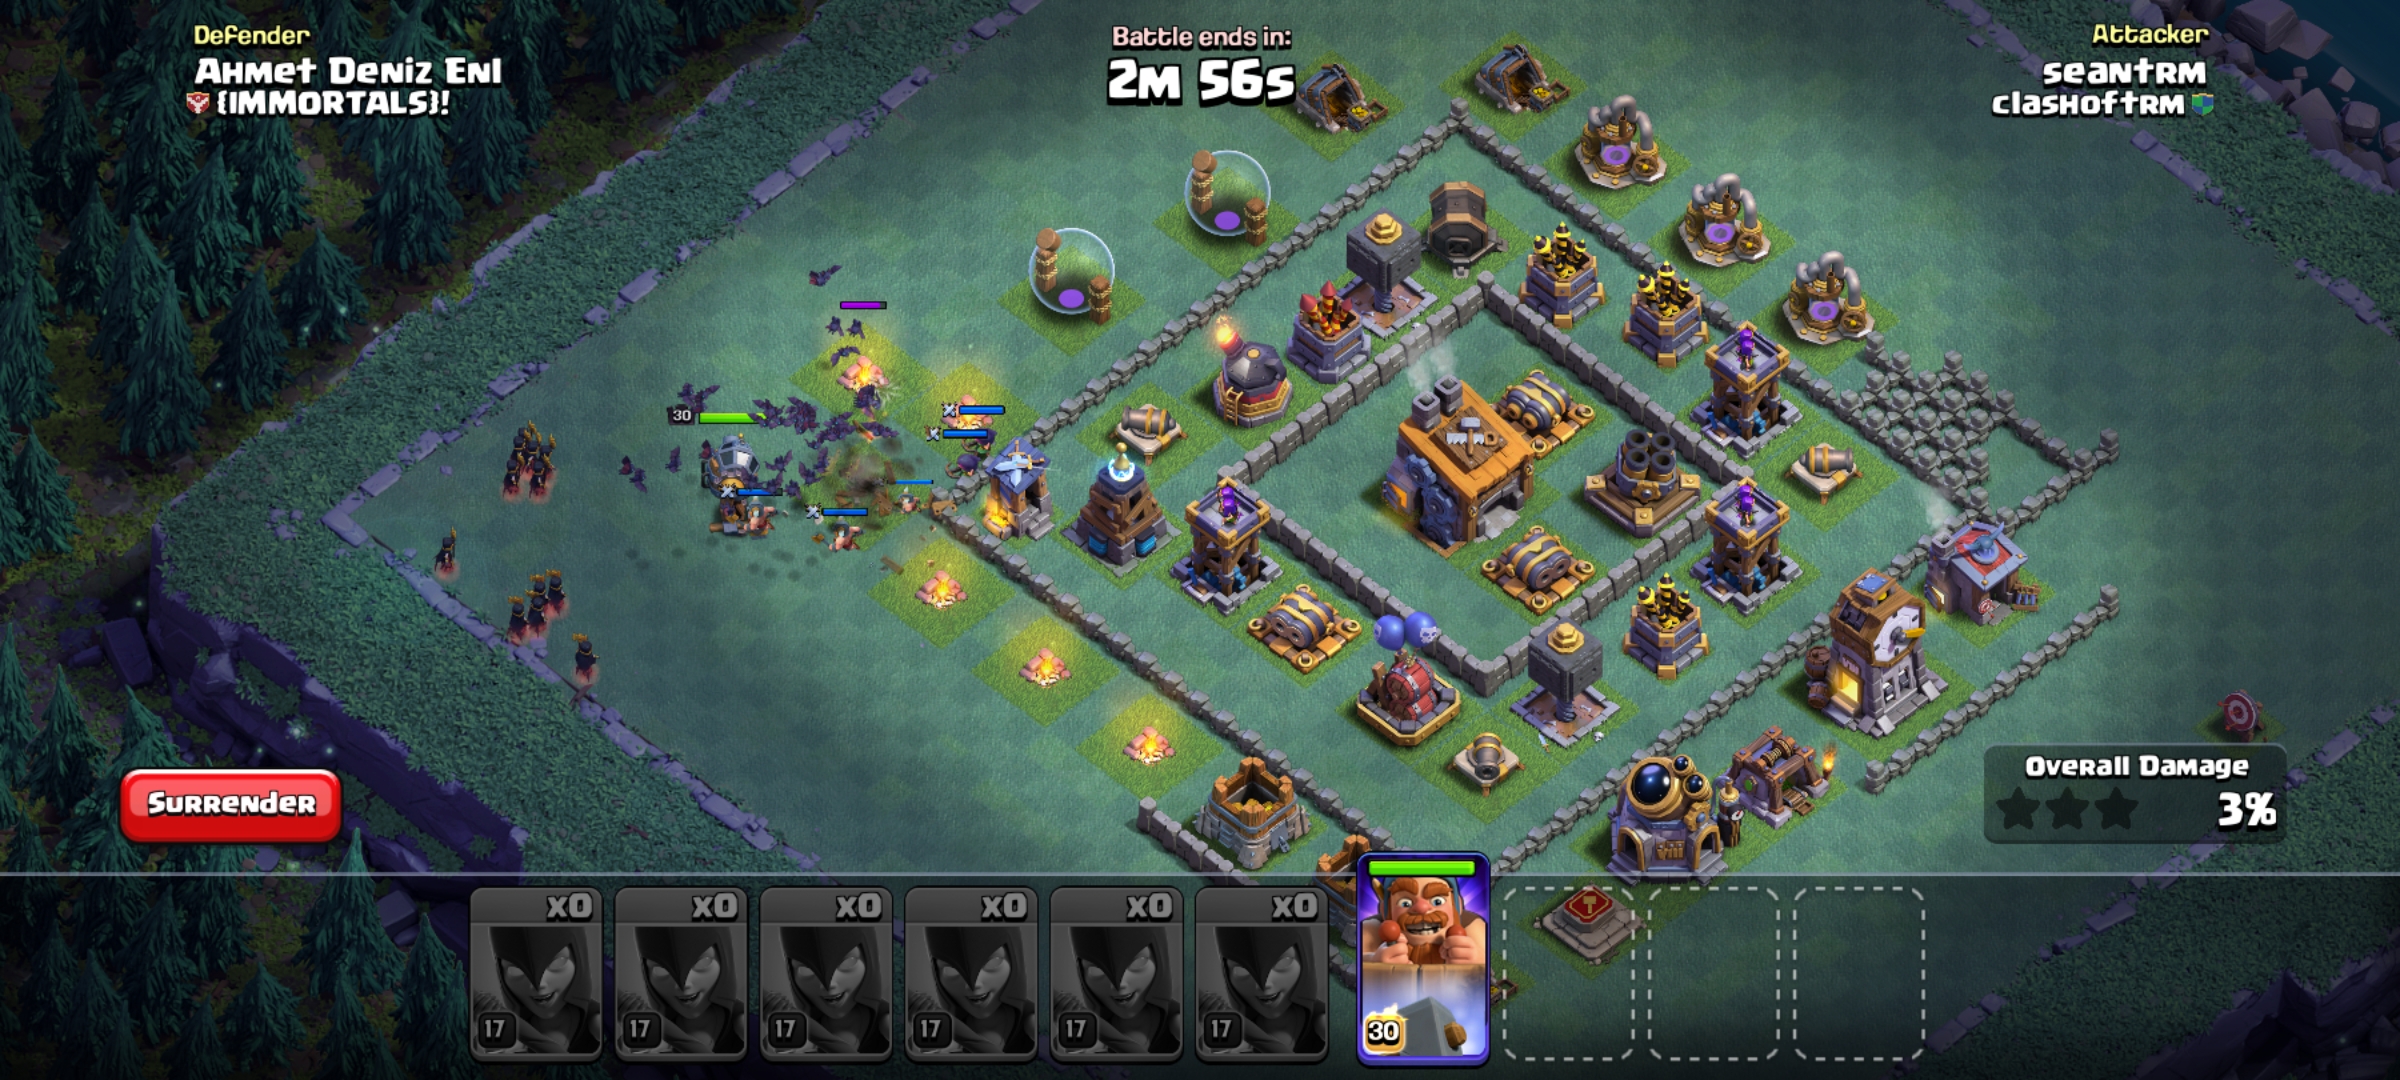 Defender
Ahmet Deniz Enl
{IMMORTALS}!
Battle ends in:
2M 56s
Attacker
seantrm
clashoftrm
30
Surrender
Overall Damage
3%
x0 x0 x0 x0 x0 x0
17 17 17 17 17 17 30
VIII